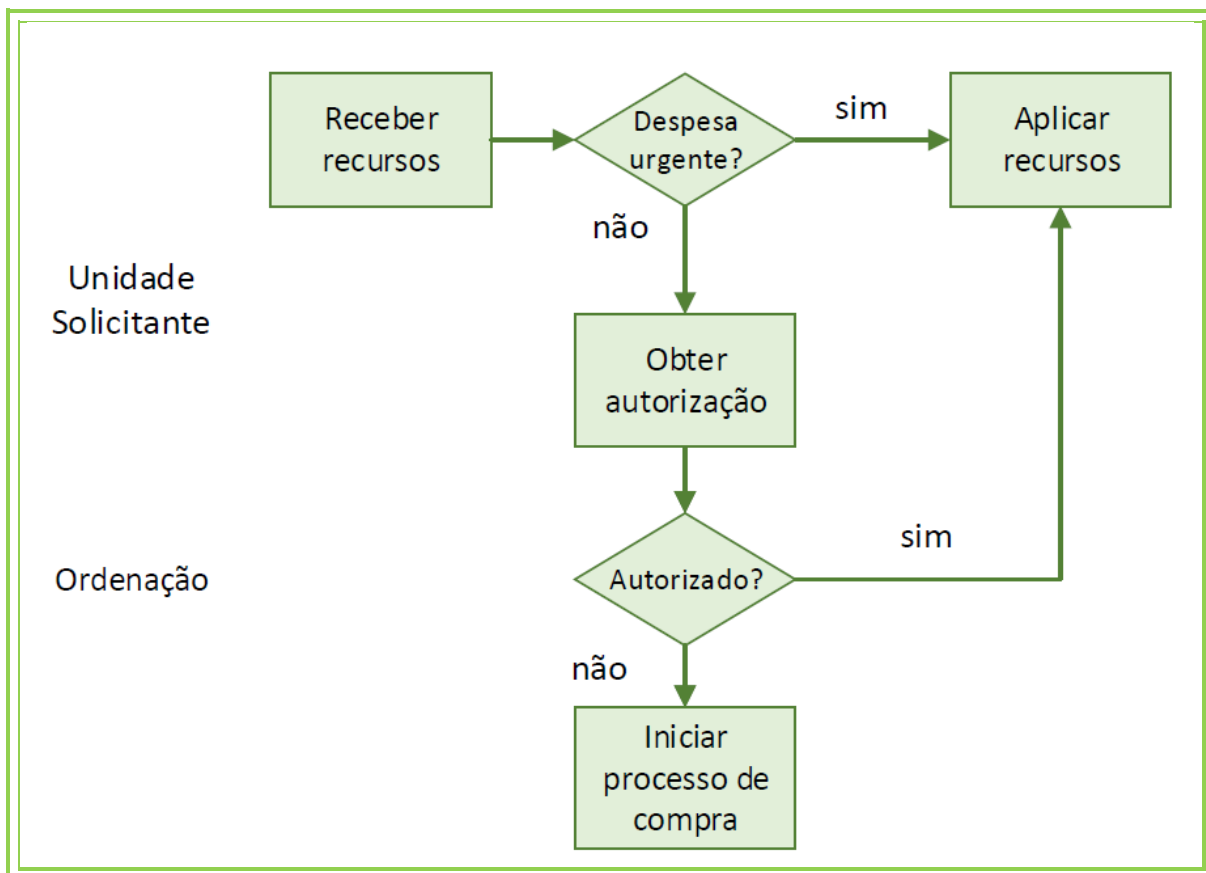 Receber
recursos
Despesa
urgente?
sim
Aplicar
recursos
não
Unidade
Solicitante
Obter
autorização
sim
Ordenação
Autorizado?
não
Iniciar
processo de
compra